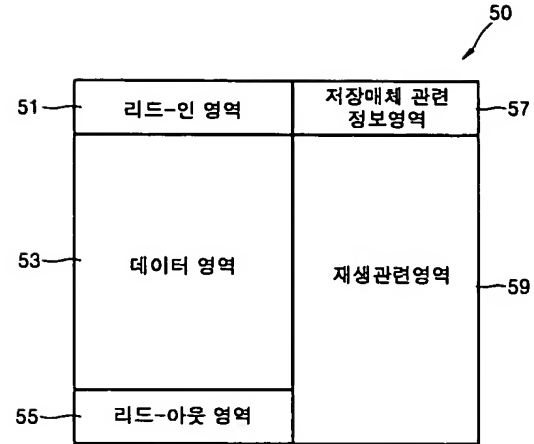 50
51
리드-인 영역
저장매체 관련
정보영역
57
53
데이터 영역
재생관련영역
59
55
리드-아웃 영역